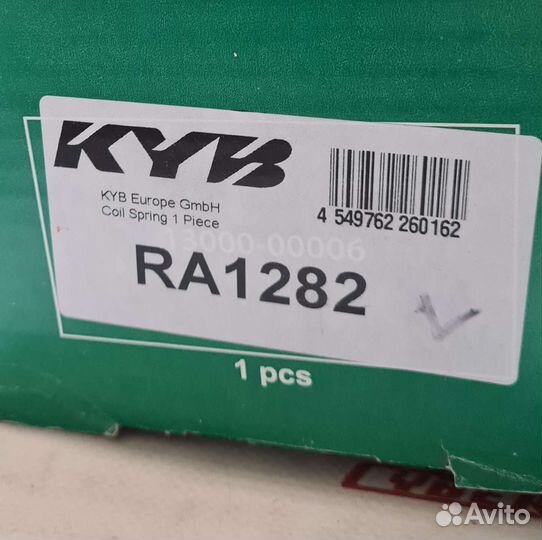 KYB
KYB Europe GmbH
Coil Spring 1 Piece
4 549762 260162
13000-00006
RA1282
1 pcs
Avito